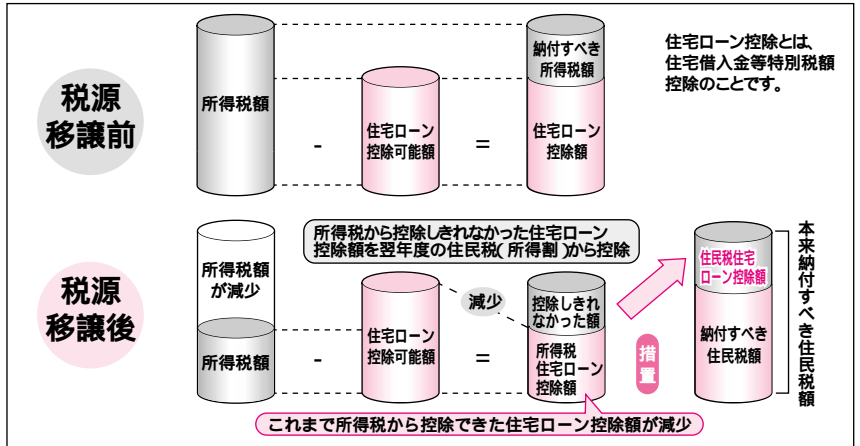 税源
移譲前
所得税額
-
住宅ローン
控除可能額
=
納付すべき
所得税額
住宅ローン
控除額
住宅ローン控除とは、
住宅借入金等特別税額
控除のことです。
税源
移譲後
所得税額
が減少
所得税額
-
所得税から控除しきれなかった住宅ローン
控除額を翌年度の住民税(所得割)から控除
住宅ローン
控除可能額
減少
=
控除しきれ
なかった額
所得税
住宅ローン
控除額
措置
住民税住宅
ローン控除額
納付すべき
住民税額
本来納付すべき住民税額
これまで所得税から控除できた住宅ローン控除額が減少